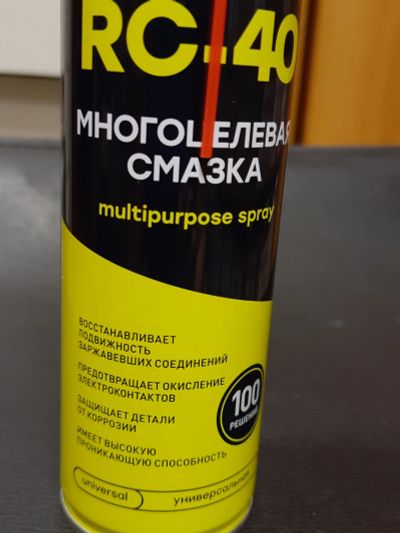 RC-40
МНОГОЦЕЛЕВАЯ
СМАЗКА
multipurpose spray
ВОССТАНАВЛИВАЕТ
ПОДВИЖНОСТЬ
ЗАРЖАВЕВШИХ СОЕДИНЕНИЙ
ПРЕДОТВРАЩАЕТ ОКИСЛЕНИЕ
ЭЛЕКТРОКОНТАКТОВ
ЗАЩИЩАЕТ ДЕТАЛИ
ОТ КОРРОЗИИ
ИМЕЕТ ВЫСОКУЮ
ПРОНИКАЮЩУЮ СПОСОБНОСТЬ
100
РЕШЕНИЙ
universal
универсальная